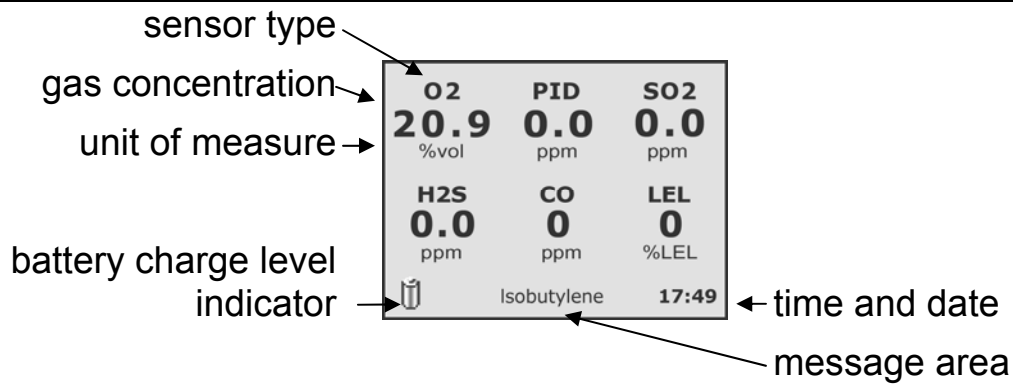 sensor type
gas concentration
unit of measure
O2 PID SO2
20.9 0.0 0.0
%vol ppm ppm
H2S CO LEL
0.0 0 0
ppm ppm %LEL
battery charge level
indicator
Isobutylene 17:49
time and date
message area